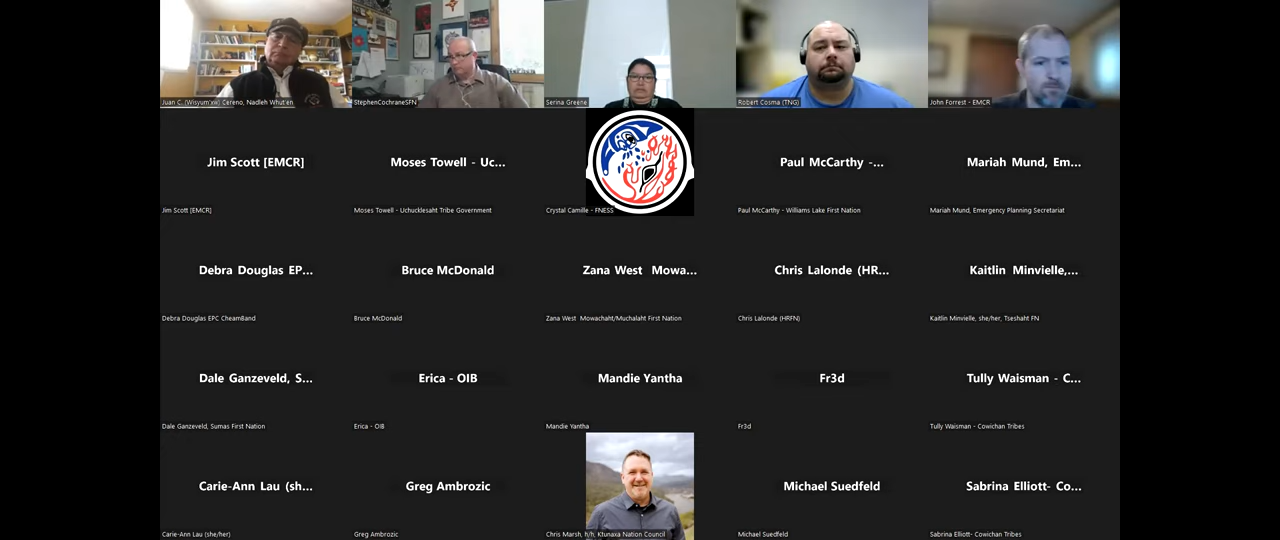 Juan C. (Wisyum'xw) Cereno, Nadleh Whut'en
StephenCochraneSFN
Serina Greene
Robert Cosma (TNG)
John Forrest - EMCR
Jim Scott [EMCR]
Moses Towell - Uc...
Paul McCarthy -...
Mariah Mund, Em...
Jim Scott [EMCR]
Moses Towell - Uchucklesaht Tribe Government
Crystal Camille - FNESS
Paul McCarthy - Williams Lake First Nation
Mariah Mund, Emergency Planning Secretariat
Debra Douglas EP...
Bruce McDonald
Zana West Mowa...
Chris Lalonde (HR...
Kaitlin Minvielle,...
Debra Douglas EPC CheamBand
Bruce McDonald
Zana West Mowachaht/Muchalaht First Nation
Chris Lalonde (HRFN)
Kaitlin Minvielle, she/her, Tseshaht FN
Dale Ganzeveld, S...
Erica - OIB
Mandie Yantha
Fr3d
Tully Waisman - C...
Dale Ganzeveld, Sumas First Nation
Erica - OIB
Mandie Yantha
Fr3d
Tully Waisman - Cowichan Tribes
Carie-Ann Lau (sh...
Greg Ambrozic
Michael Suedfeld
Sabrina Elliott- Co...
Carie-Ann Lau (she/her)
Greg Ambrozic
Chris Marsh, h/h, Ktunaxa Nation Council
Michael Suedfeld
Sabrina Elliott- Cowichan Tribes